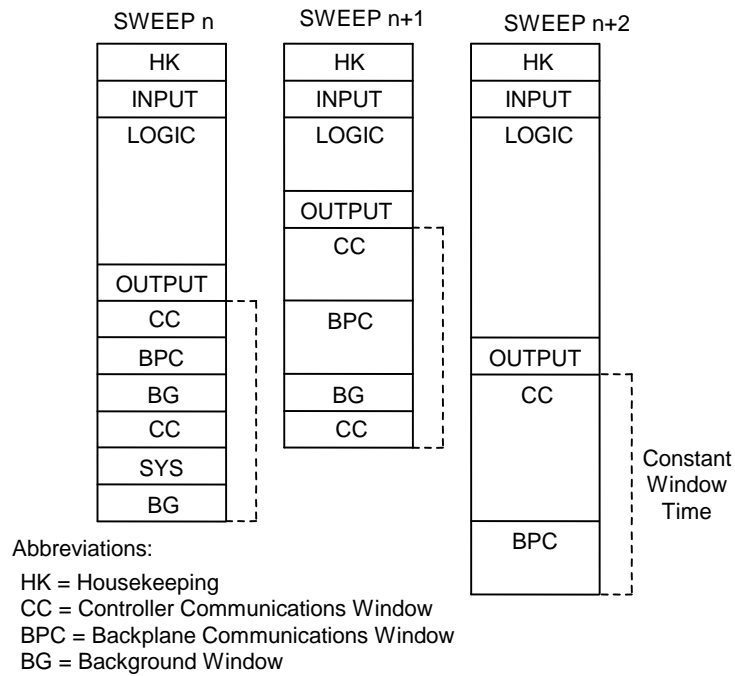 SWEEP n
HK
INPUT
LOGIC
OUTPUT
CC
BPC
BG
CC
SYS
BG
SWEEP n+1
HK
INPUT
LOGIC
OUTPUT
CC
BPC
BG
CC
SWEEP n+2
HK
INPUT
LOGIC
OUTPUT
CC
BPC
Constant
Window
Time
Abbreviations:
HK = Housekeeping
CC = Controller Communications Window
BPC = Backplane Communications Window
BG = Background Window